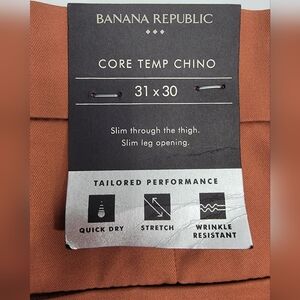 BANANA REPUBLIC
CORE TEMP CHINO
31 x 30
Slim through the thigh.
Slim leg opening.
TAILORED PERFORMANCE
QUICK DRY
STRETCH
WRINKLE
RESISTANT